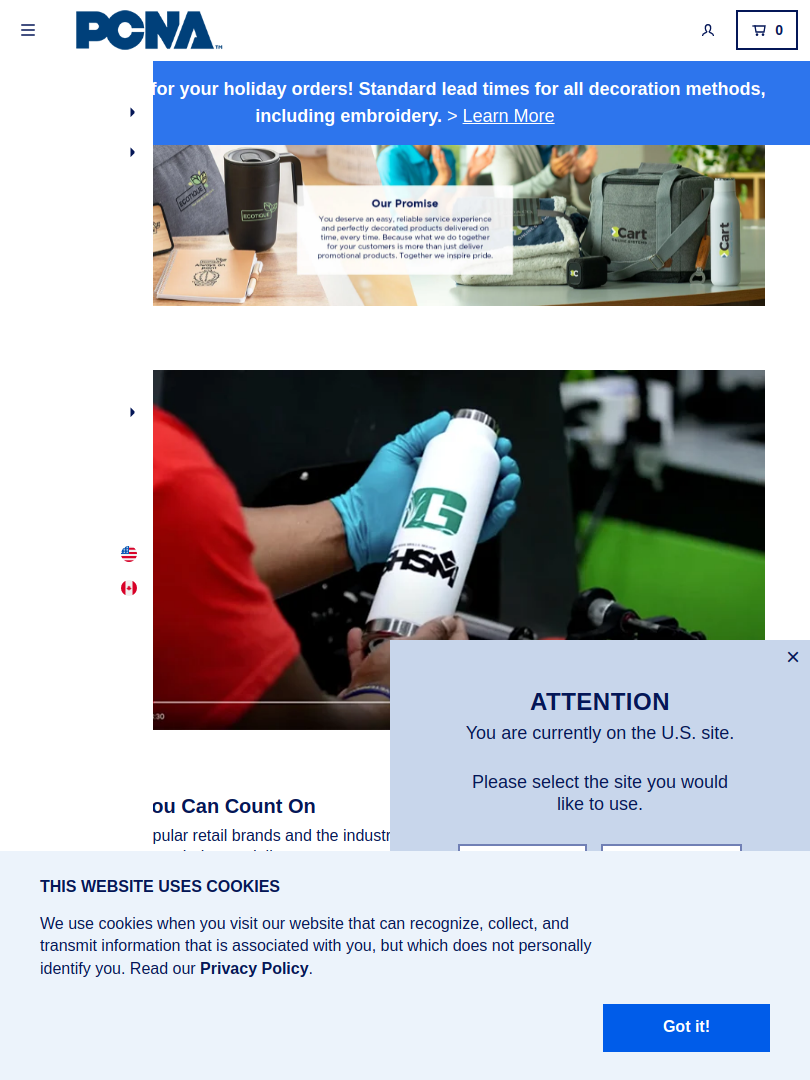 PCNA
TM
0
for your holiday orders! Standard lead times for all decoration methods,
including embroidery. > Learn More
ECOTIQUE
ECOTIQUE
Our Promise
You deserve an easy, reliable service experience
and perfectly decorated products delivered on
time, every time. Because what we do together
for your customers is more than just deliver
promotional products. Together we inspire pride.
Cart
Cart
G
SHSM
:30
ATTENTION
You are currently on the U.S. site.
Please select the site you would
like to use.
ou Can Count On
pular retail brands and the industr
THIS WEBSITE USES COOKIES
We use cookies when you visit our website that can recognize, collect, and
transmit information that is associated with you, but which does not personally
identify you. Read our Privacy Policy.
Got it!